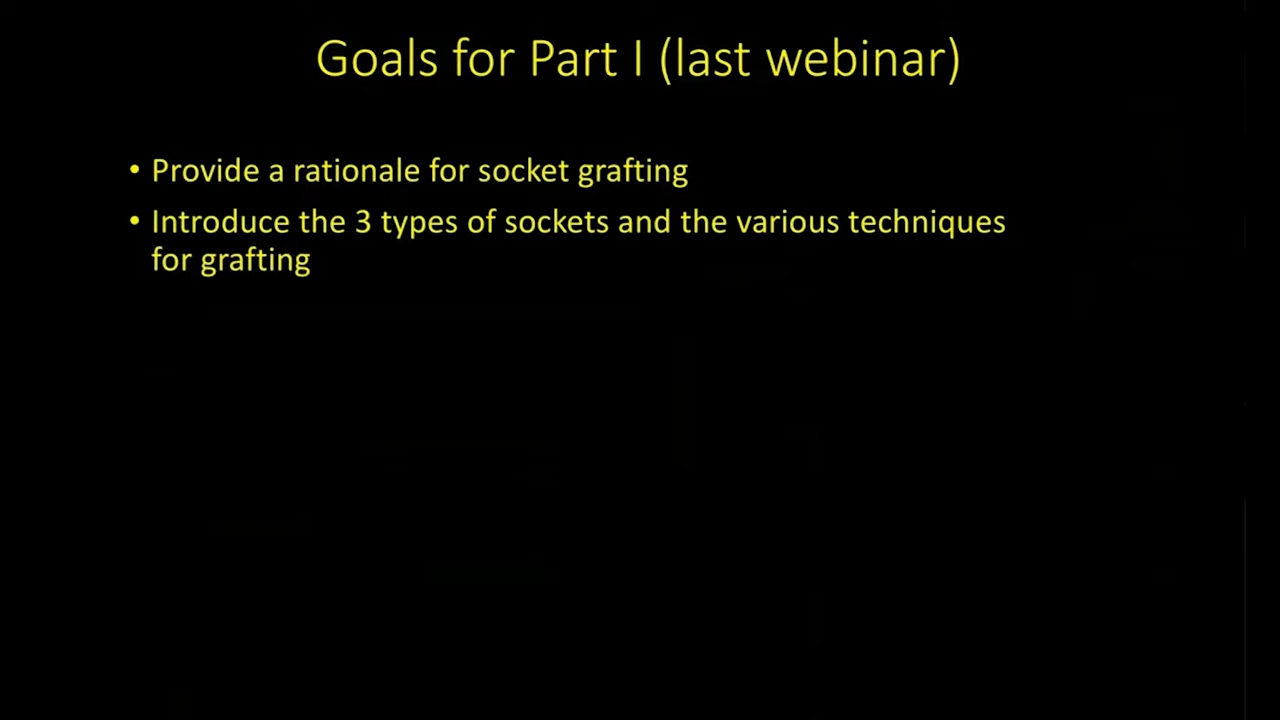 Goals for Part I (last webinar)
• Provide a rationale for socket grafting
• Introduce the 3 types of sockets and the various techniques
for grafting